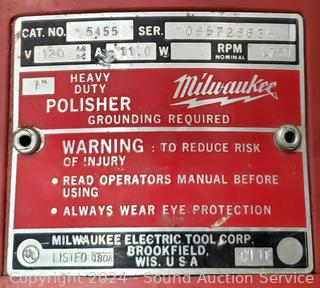 CAT. NO. 5455 SER.
V 120 AC DC A 11.0 W RPM NOMINAL 1750
7" HEAVY
DUTY
POLISHER
Milwaukee
GROUNDING REQUIRED
WARNING: TO REDUCE RISK
OF INJURY
• READ OPERATORS MANUAL BEFORE
USING
• ALWAYS WEAR EYE PROTECTION
MILWAUKEE ELECTRIC TOOL CORP.
BROOKFIELD,
WIS. U S A
UL LISTED
Copyright 2024 - Sound Auction Service